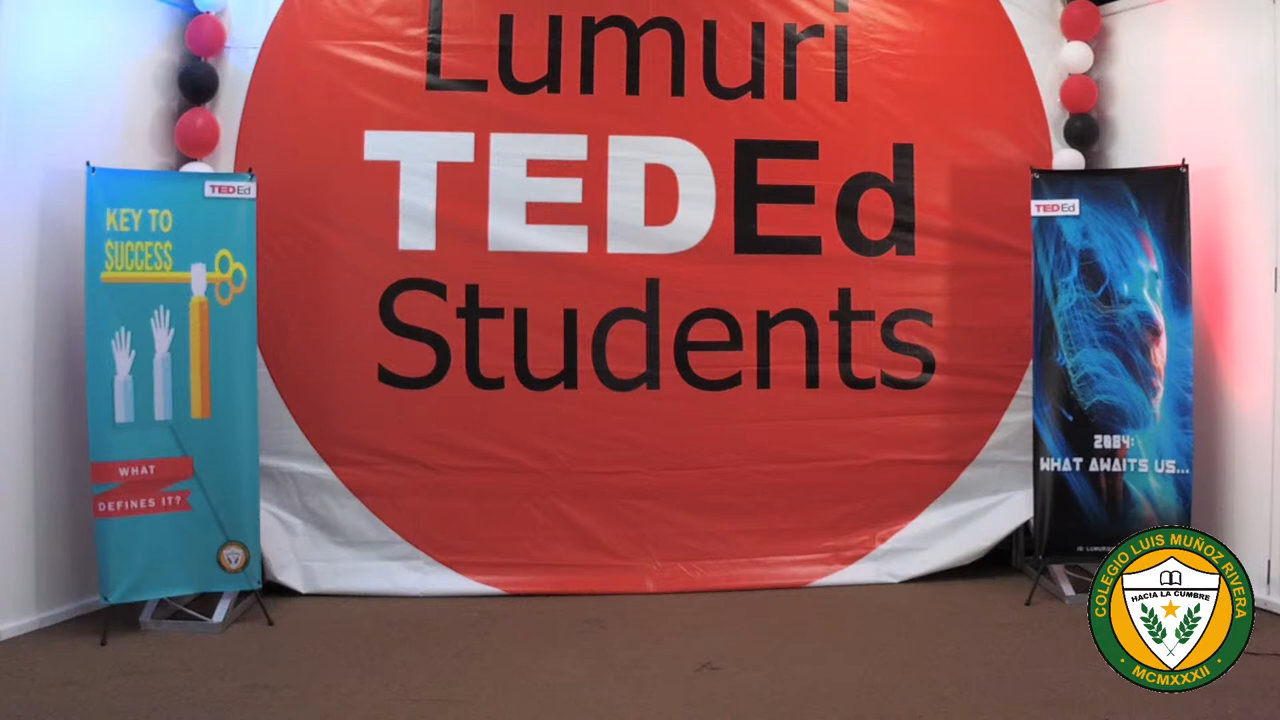 Lumuri
TEDEd
Students
TEDEd
KEY TO
$UCCE$$
WHAT
DEFINES IT?
TEDEd
2084:
WHAT AWAITS US...
COLEGIO LUIS MUÑOZ RIVERA
HACIA LA CUMBRE
· MCMXXXII ·